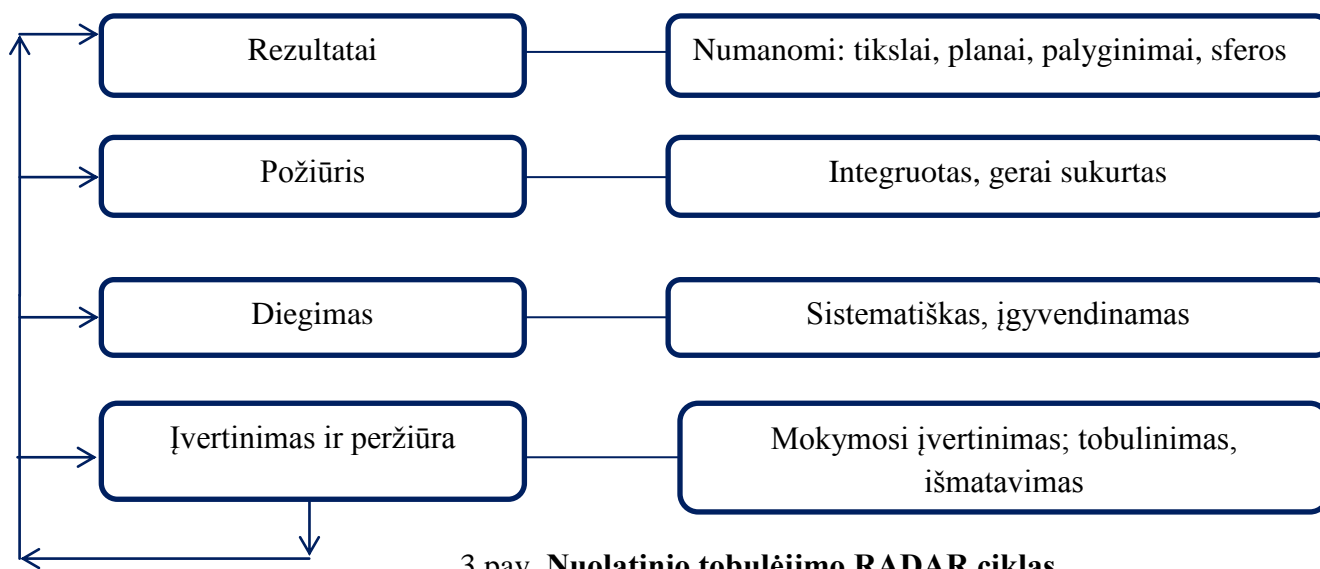 Rezultatai
Numanomi: tikslai, planai, palyginimai, sferos
Požiūris
Integruotas, gerai sukurtas
Diegimas
Sistematiškas, įgyvendinamas
Įvertinimas ir peržiūra
Mokymosi įvertinimas; tobulinimas,
išmatavimas
3 pav. Nuolatinio tobulėjimo RADAR ciklas